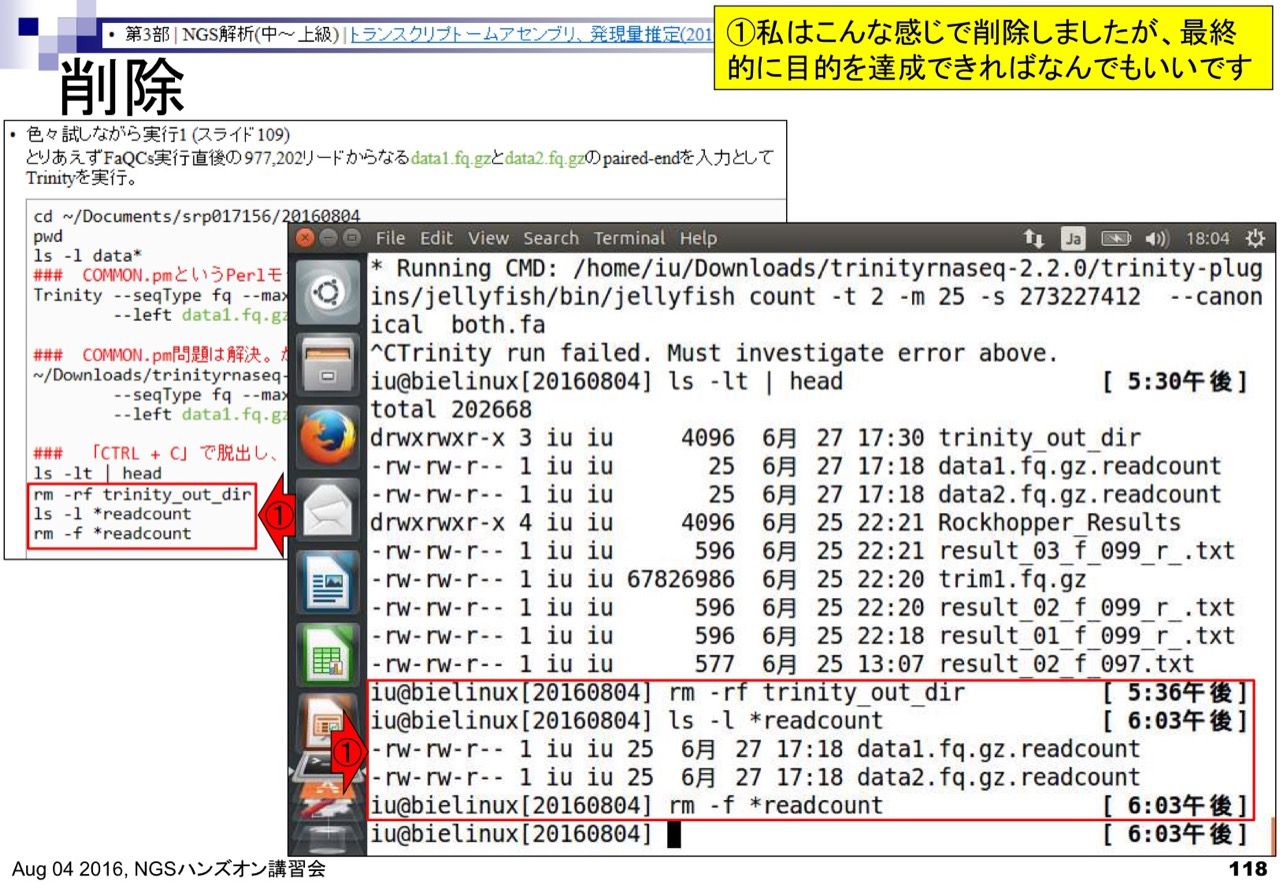 • 第3部 | NGS解析(中～上級) | トランスクリプトームアセンブリ、発現量推定(201
①私はこんな感じで削除しましたが、最終
的に目的を達成できればなんでもいいです
削除
• 色々試しながら実行1 (スライド109)
とりあえずFaQCs実行直後の977,202リードからなるdata1.fq.gzとdata2.fq.gzのpaired-endを入力として
Trinityを実行。
cd ~/Documents/srp017156/20160804
pwd
ls -l data*
### COMMON.pmというPerlモ
Trinity --seqType fq --max
--left data1.fq.gz
### COMMON.pm問題は解決。
~/Downloads/trinityrnaseq-
--seqType fq --max
--left data1.fq.gz
### 「CTRL + C」で脱出し、
ls -lt | head
rm -rf trinity_out_dir
ls -l *readcount
rm -f *readcount
①
File Edit View Search Terminal Help
Ja
18:04
* Running CMD: /home/iu/Downloads/trinityrnaseq-2.2.0/trinity-plug
ins/jellyfish/bin/jellyfish count -t 2 -m 25 -s 273227412 --canon
ical both.fa
^CTrinity run failed. Must investigate error above.
iu@bielinux[20160804] ls -lt | head [ 5:30午後]
total 202668
drwxrwxr-x 3 iu iu 4096 6月 27 17:30 trinity_out_dir
-rw-rw-r-- 1 iu iu 25 6月 27 17:18 data1.fq.gz.readcount
-rw-rw-r-- 1 iu iu 25 6月 27 17:18 data2.fq.gz.readcount
drwxrwxr-x 4 iu iu 4096 6月 25 22:21 Rockhopper_Results
-rw-rw-r-- 1 iu iu 596 6月 25 22:21 result_03_f_099_r_.txt
-rw-rw-r-- 1 iu iu 67826986 6月 25 22:20 trim1.fq.gz
-rw-rw-r-- 1 iu iu 596 6月 25 22:20 result_02_f_099_r_.txt
-rw-rw-r-- 1 iu iu 596 6月 25 22:18 result_01_f_099_r_.txt
-rw-rw-r-- 1 iu iu 577 6月 25 13:07 result_02_f_097.txt
iu@bielinux[20160804] rm -rf trinity_out_dir [ 5:36午後]
iu@bielinux[20160804] ls -l *readcount [ 6:03午後]
-rw-rw-r-- 1 iu iu 25 6月 27 17:18 data1.fq.gz.readcount
-rw-rw-r-- 1 iu iu 25 6月 27 17:18 data2.fq.gz.readcount
iu@bielinux[20160804] rm -f *readcount [ 6:03午後]
iu@bielinux[20160804] [ 6:03午後]
①
Aug 04 2016, NGSハンズオン講習会
118